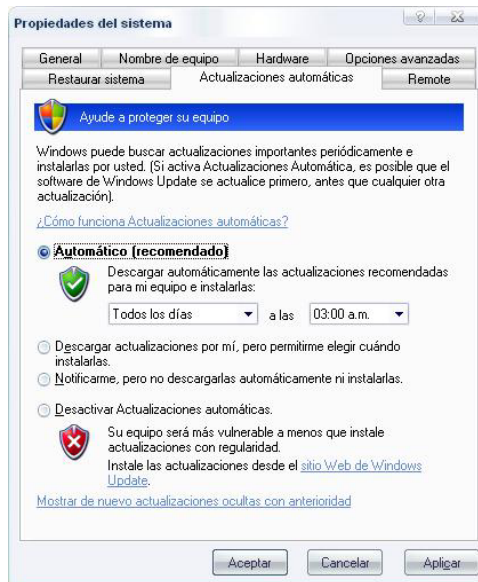 Propiedades del sistema
General Nombre de equipo Hardware Opciones avanzadas
Restaurar sistema Actualizaciones automáticas Remote
Ayude a proteger su equipo
Windows puede buscar actualizaciones importantes periódicamente e
instalarlas por usted. (Si activa Actualizaciones Automática, es posible que el
software de Windows Update se actualice primero, antes que cualquier otra
actualización).
¿Cómo funciona Actualizaciones automáticas?
Automático (recomendado)
Descargar automáticamente las actualizaciones recomendadas
para mi equipo e instalarlas:
Todos los días a las 03:00 a.m.
Descargar actualizaciones por mí, pero permitirme elegir cuándo
instalarlas.
Notificarme, pero no descargarlas automáticamente ni instalarlas.
Desactivar Actualizaciones automáticas.
Su equipo será más vulnerable a menos que instale
actualizaciones con regularidad.
Instale las actualizaciones desde el sitio Web de Windows
Update.
Mostrar de nuevo actualizaciones ocultas con anterioridad
Aceptar Cancelar Aplicar